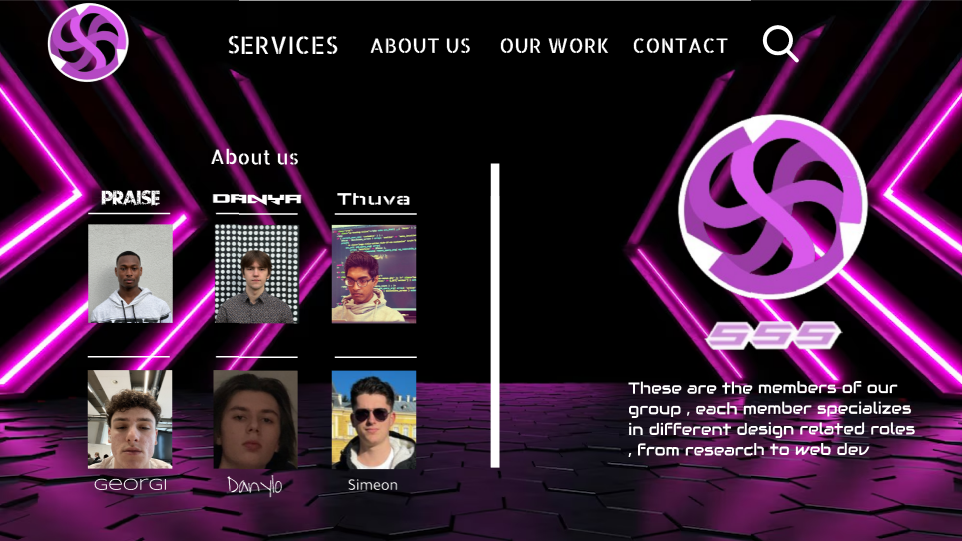 SERVICES ABOUT US OUR WORK CONTACT
About us
PRAISE DANYA Thuva
GEORGI Danylo Simeon
555
These are the members of our
group , each member specializes
in different design related roles
, from research to web dev